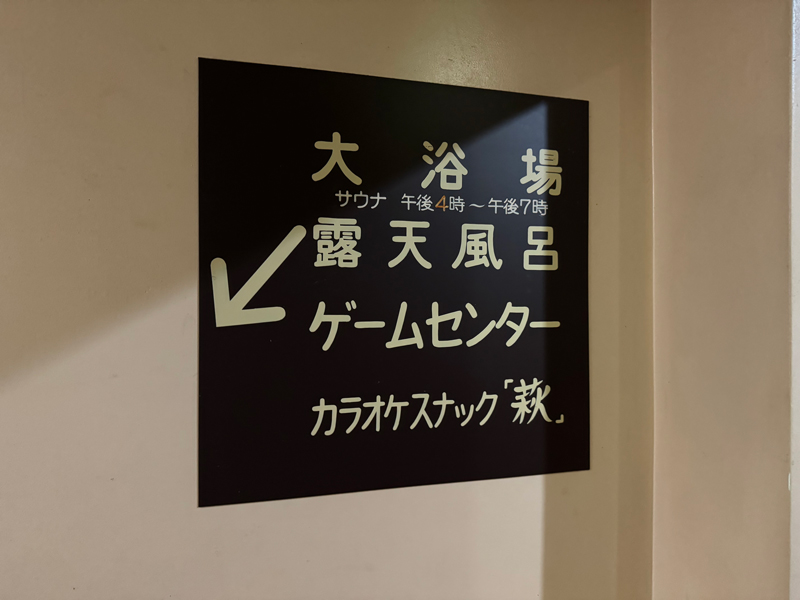 大浴場
サウナ 午後4時～午後7時
露天風呂
ゲームセンター
カラオケスナック「萩」